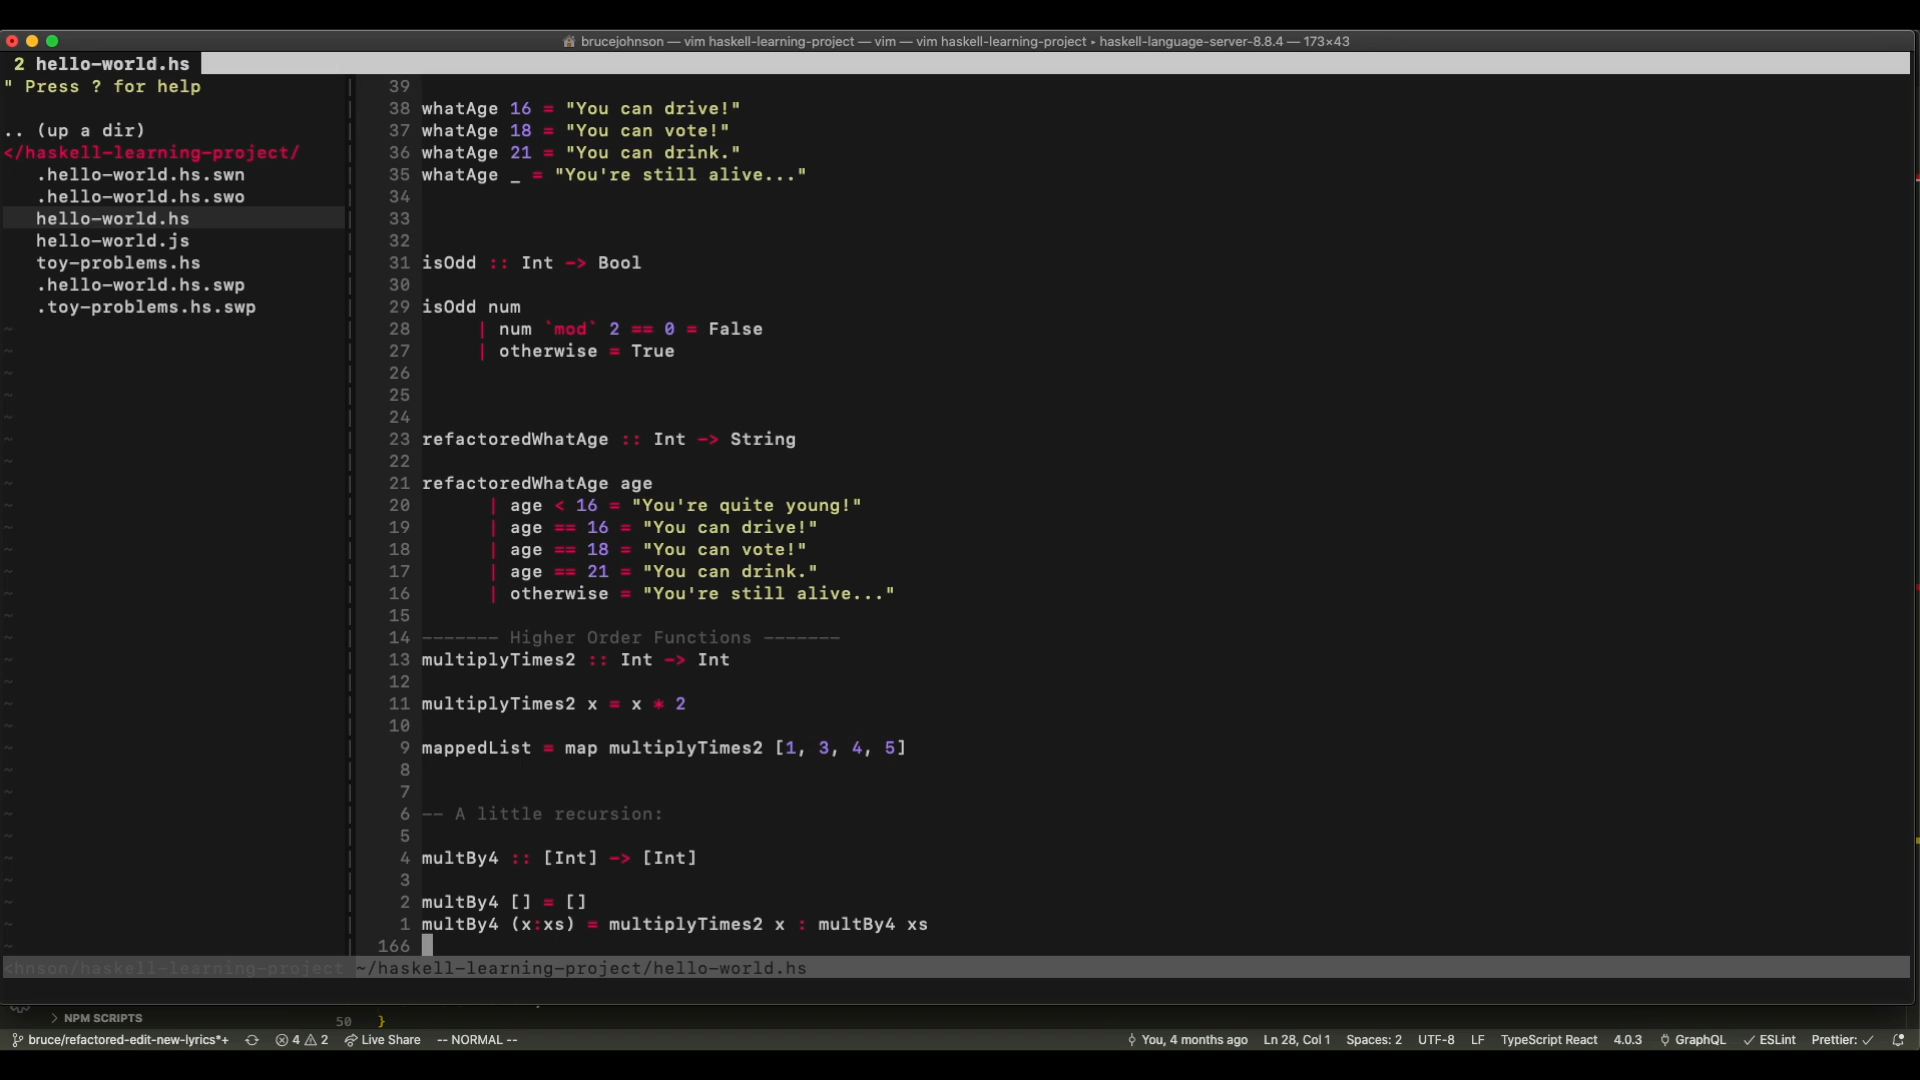 brucejohnson — vim haskell-learning-project — vim — vim haskell-learning-project ‣ haskell-language-server-8.8.4 — 173×43
2 hello-world.hs
" Press ? for help
.. (up a dir)
</haskell-learning-project/
.hello-world.hs.swn
.hello-world.hs.swo
hello-world.hs
hello-world.js
toy-problems.hs
.hello-world.hs.swp
.toy-problems.hs.swp
39
38 whatAge 16 = "You can drive!"
37 whatAge 18 = "You can vote!"
36 whatAge 21 = "You can drink."
35 whatAge _ = "You're still alive..."
34
33
32
31 isOdd :: Int -> Bool
30
29 isOdd num
28 | num `mod` 2 == 0 = False
27 | otherwise = True
26
25
24
23 refactoredWhatAge :: Int -> String
22
21 refactoredWhatAge age
20 | age < 16 = "You're quite young!"
19 | age == 16 = "You can drive!"
18 | age == 18 = "You can vote!"
17 | age == 21 = "You can drink."
16 | otherwise = "You're still alive..."
15
14 ------- Higher Order Functions -------
13 multiplyTimes2 :: Int -> Int
12
11 multiplyTimes2 x = x * 2
10
9 mappedList = map multiplyTimes2 [1, 3, 4, 5]
8
7
6 -- A little recursion:
5
4 multBy4 :: [Int] -> [Int]
3
2 multBy4 [] = []
1 multBy4 (x:xs) = multiplyTimes2 x : multBy4 xs
166
<hnson/haskell-learning-project ~/haskell-learning-project/hello-world.hs
> NPM SCRIPTS 50 }
bruce/refactored-edit-new-lyrics*+ 4 2 Live Share -- NORMAL -- You, 4 months ago Ln 28, Col 1 Spaces: 2 UTF-8 LF TypeScript React 4.0.3 GraphQL ✓ ESLint Prettier: ✓